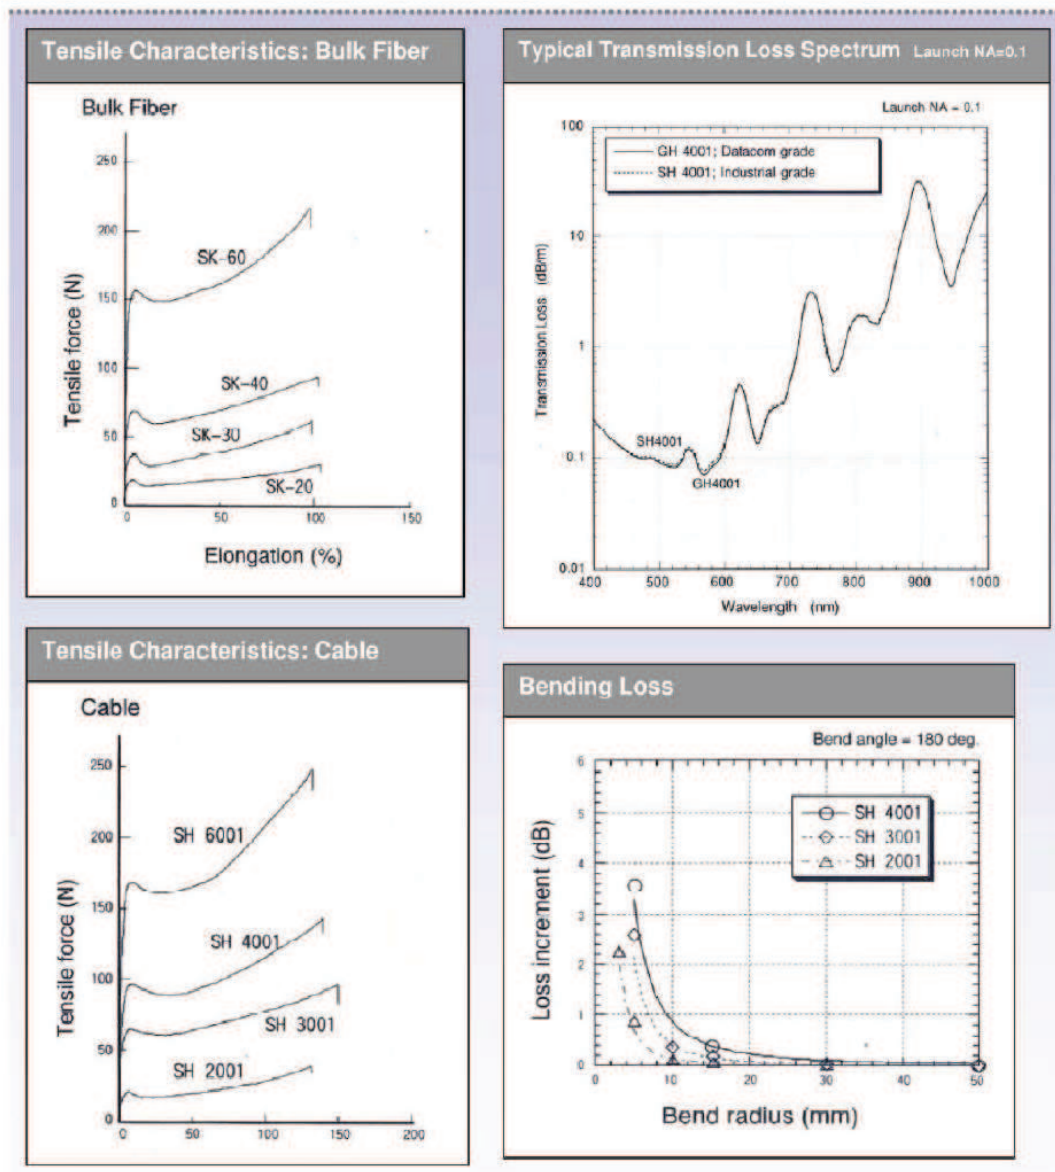 Tensile Characteristics: Bulk Fiber
Bulk Fiber
Tensile force (N)
250
200
150
100
50
0
SK-60
SK-40
SK-30
SK-20
0 50 100 150
Elongation (%)
Typical Transmission Loss Spectrum Launch NA=0.1
Launch NA = 0.1
GH 4001; Datacom grade
SH 4001; Industrial grade
Transmission Loss (dB/m)
100
10
1
0.1
0.01
SH4001
GH4001
400 500 600 700 800 900 1000
Wavelength (nm)
Tensile Characteristics: Cable
Cable
Tensile force (N)
250
200
150
100
50
0
SH 6001
SH 4001
SH 3001
SH 2001
0 50 100 150 200
Bending Loss
Bend angle = 180 deg.
Loss increment (dB)
6
5
4
3
2
1
0
SH 4001
SH 3001
SH 2001
0 10 20 30 40 50
Bend radius (mm)